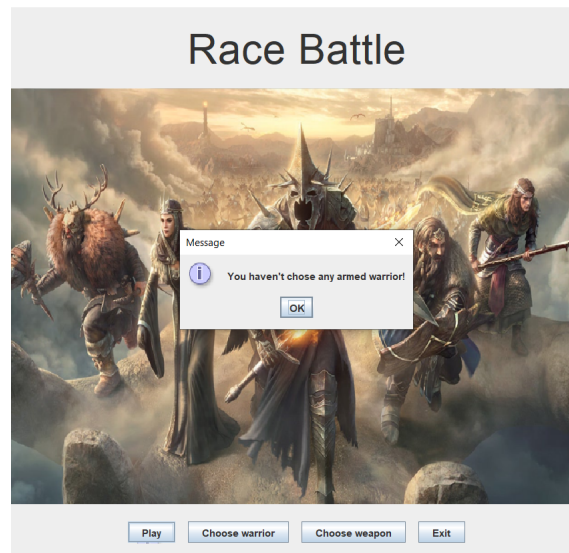 Race Battle
Message
You haven't chose any armed warrior!
OK
Play Choose warrior Choose weapon Exit